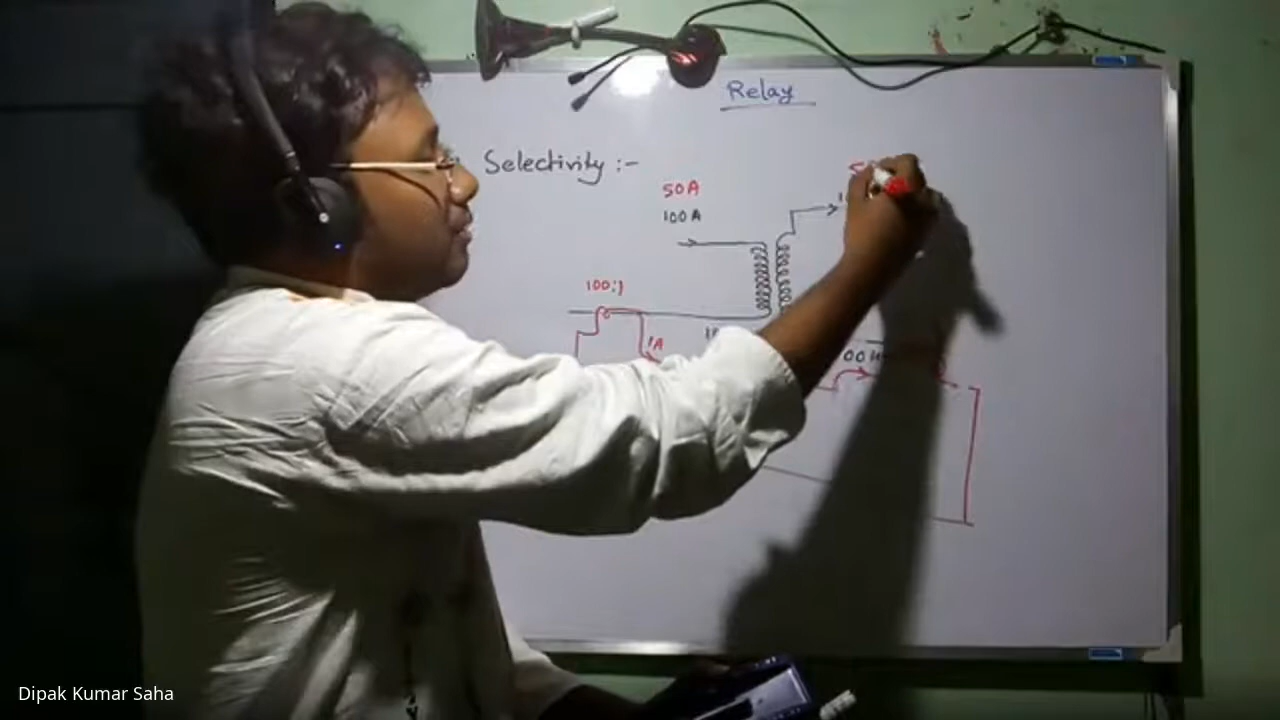 Relay
Selectivity :-
50A
100A
100:1
1A
Dipak Kumar Saha